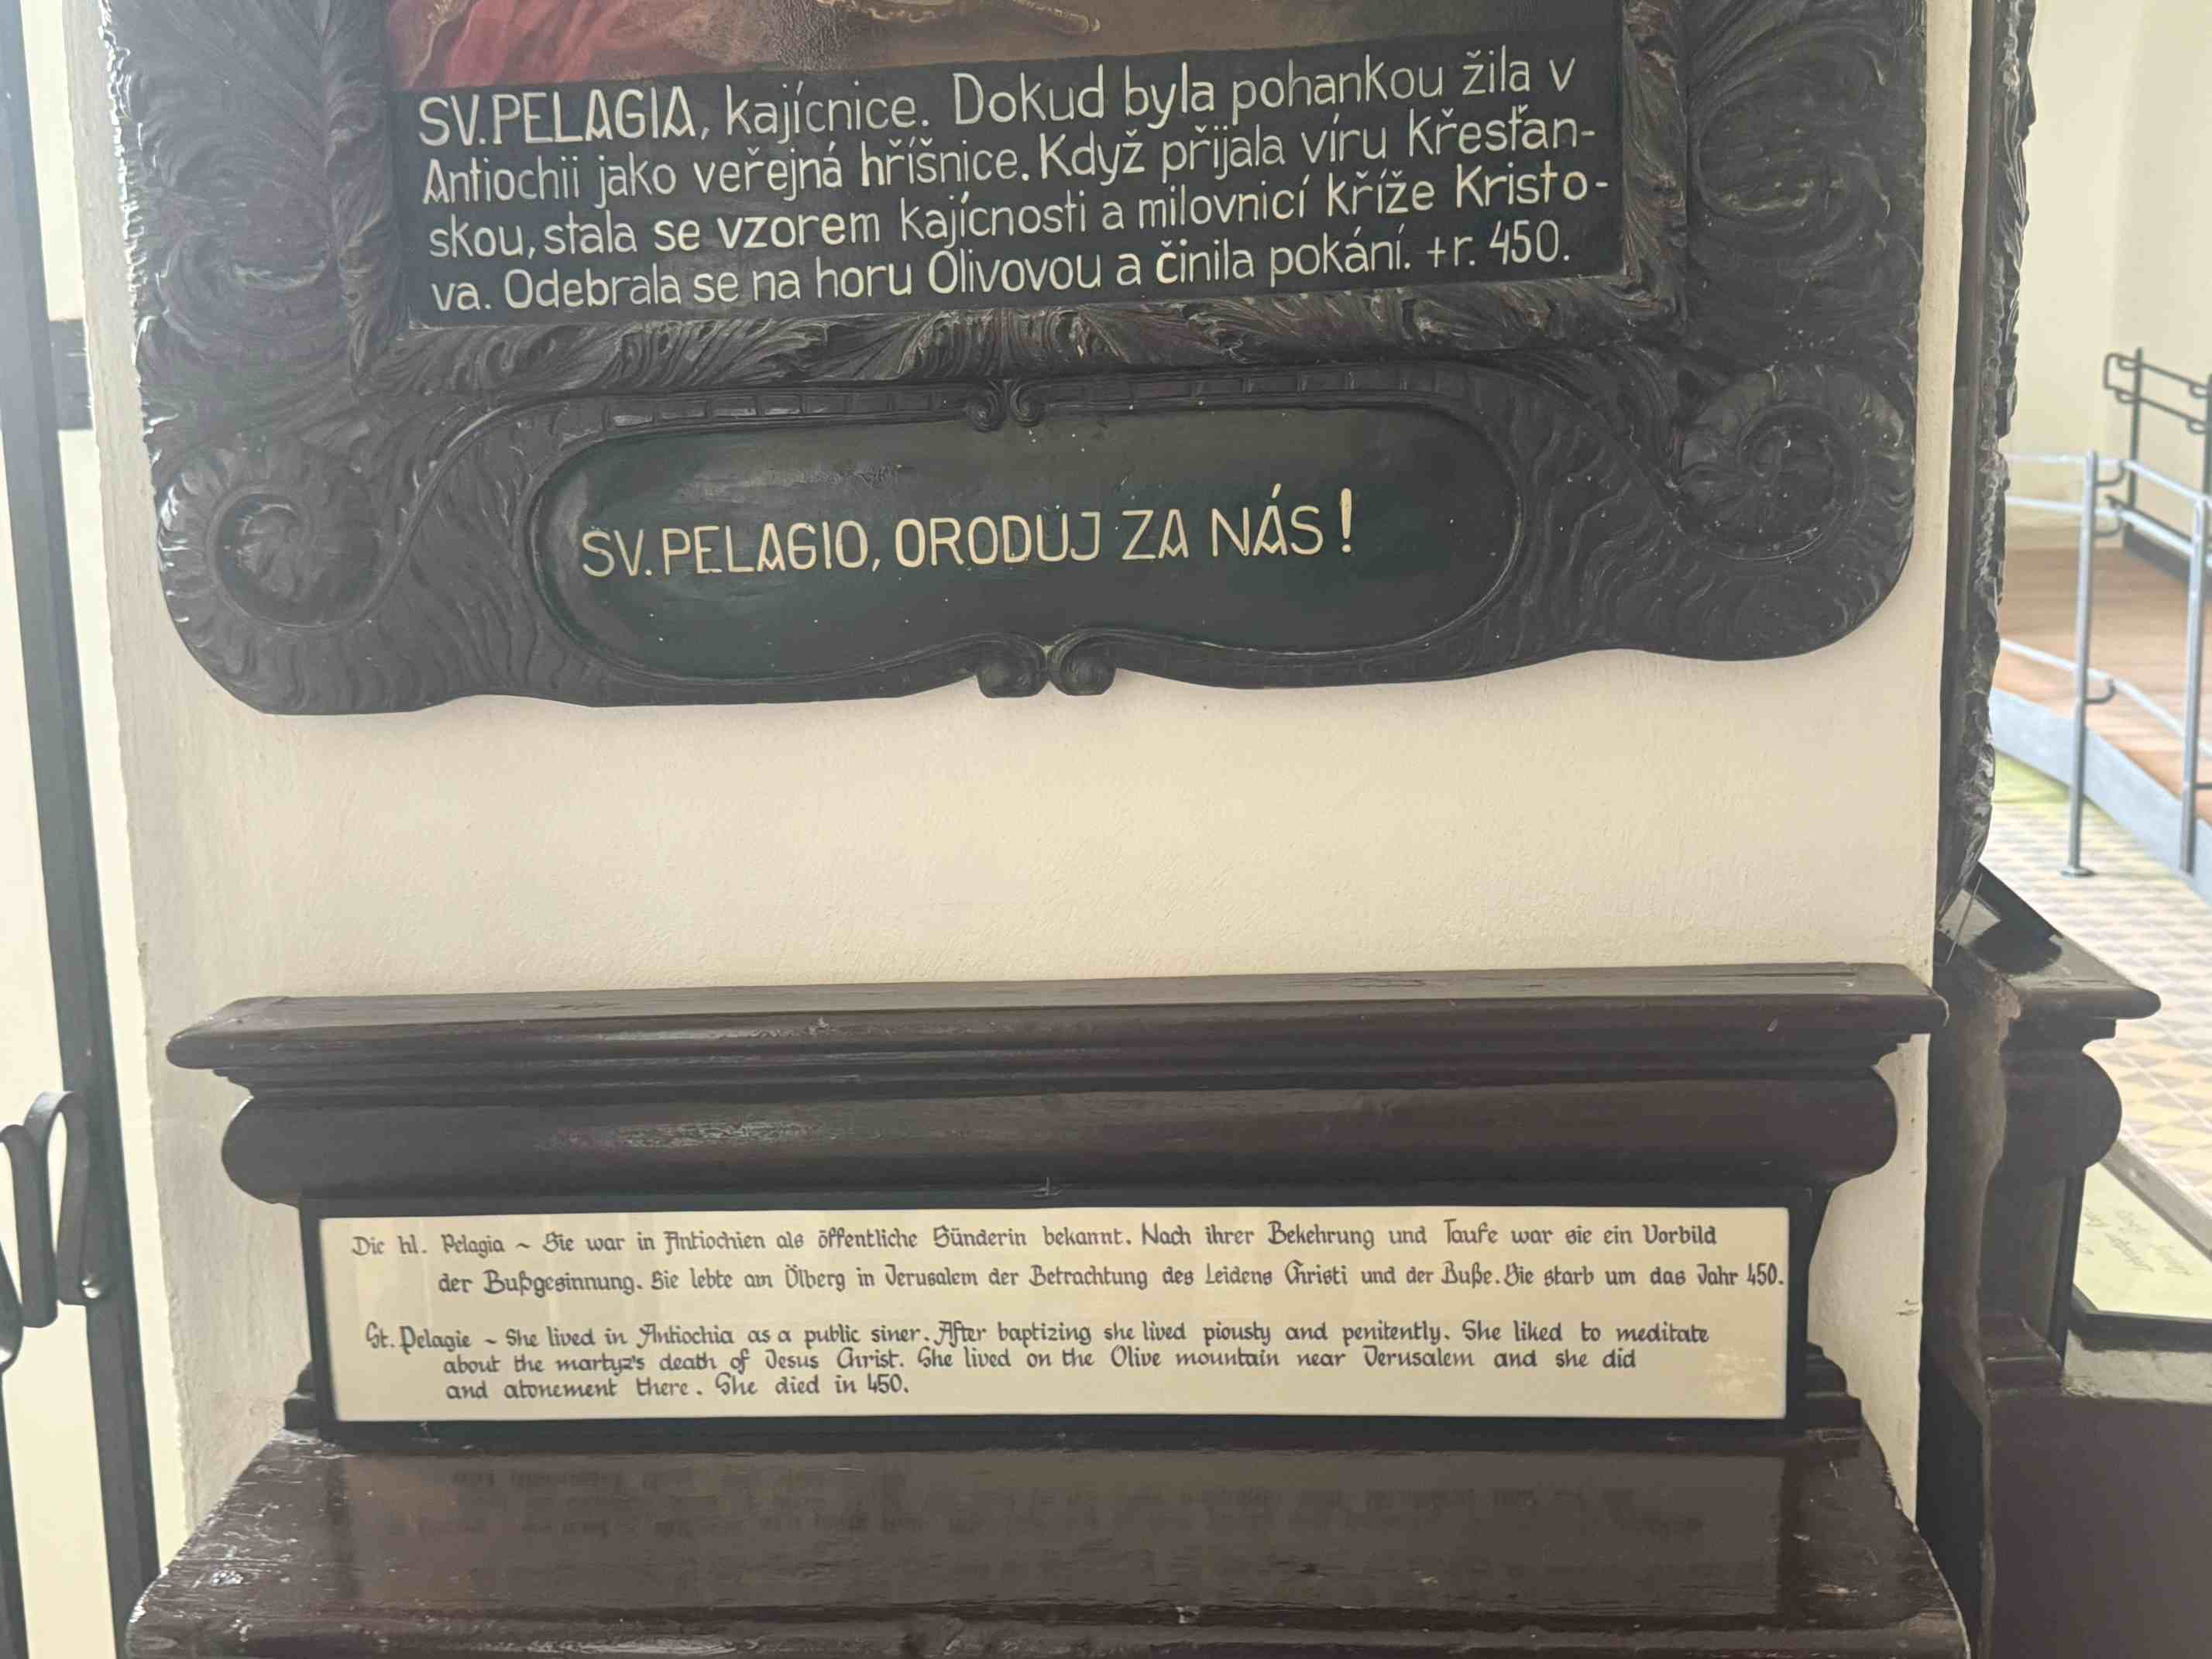 SV.PELAGIA, kajícnice. Dokud byla pohankou žila v
Antiochii jako veřejná hříšnice. Když přijala víru křesťan-
skou, stala se vzorem kajícnosti a milovnicí kříže Kristo-
va. Odebrala se na horu Olivovou a činila pokání. +r. 450.
SV. PELAGIO, ORODUJ ZA NÁS!
Die hl. Pelagia ~ Sie war in Antiochien als öffentliche Sünderin bekannt. Nach ihrer Bekehrung und Taufe war sie ein Vorbild
der Bußgesinnung. Sie lebte am Ölberg in Jerusalem der Betrachtung des Leidens Christi und der Buße. Sie starb um das Jahr 450.
St. Pelagie ~ She lived in Antiochia as a public siner. After baptizing she lived piousty and penitently. She liked to meditate
about the martyz's death of Jesus Christ. She lived on the Olive mountain near Jerusalem and she did
and atonement there. She died in 450.